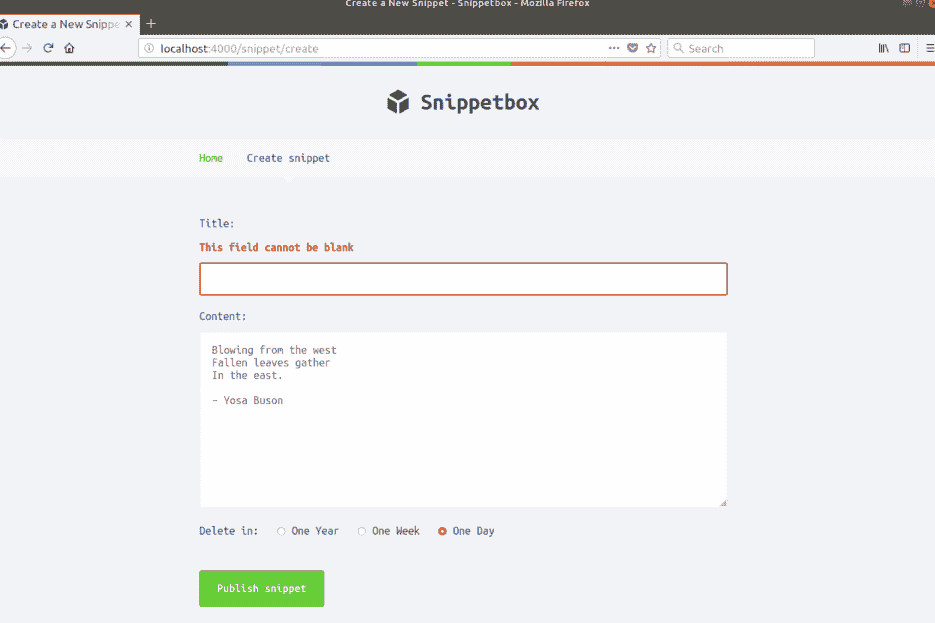 Create a New Snippet - Snippetbox - Mozilla Firefox
Create a New Snippe
localhost:4000/snippet/create
Search
Snippetbox
Home Create snippet
Title:
This field cannot be blank
Content:
Blowing from the west
Fallen leaves gather
In the east.
- Yosa Buson
Delete in: One Year One Week One Day
Publish snippet